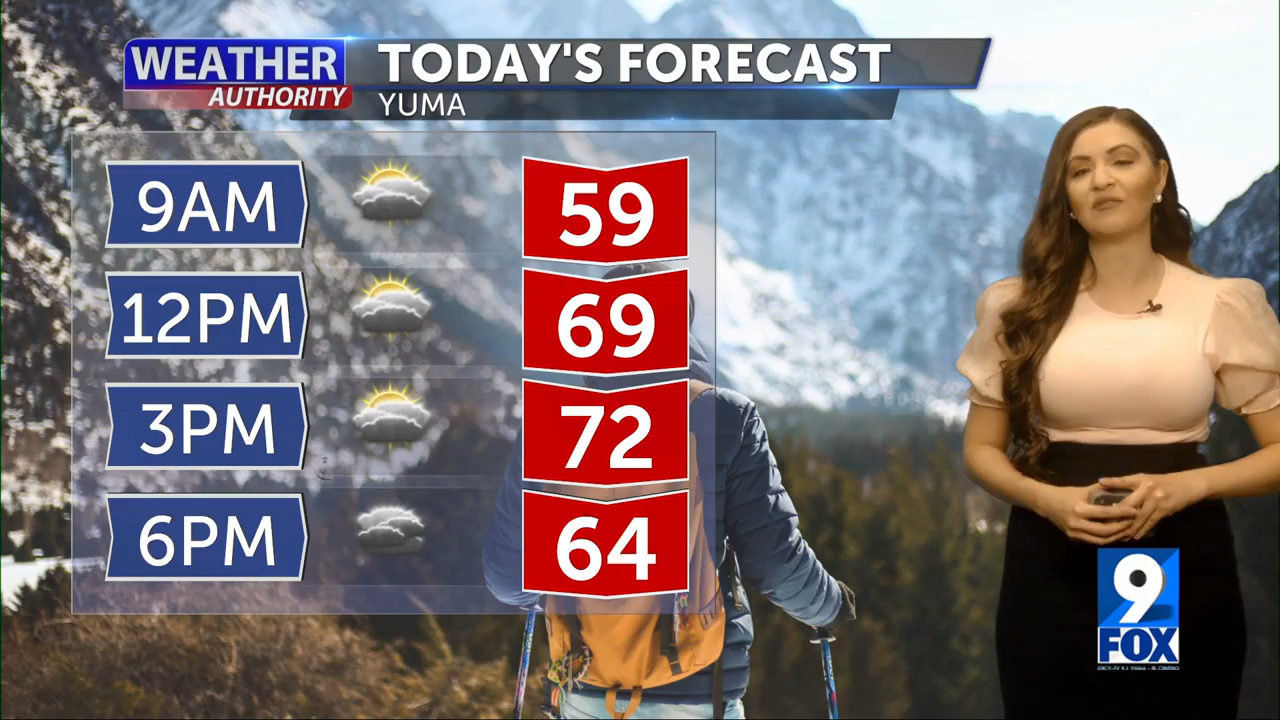 WEATHER
AUTHORITY
TODAY'S FORECAST
YUMA
9AM
59
12PM
69
3PM
72
6PM
64
9
FOX